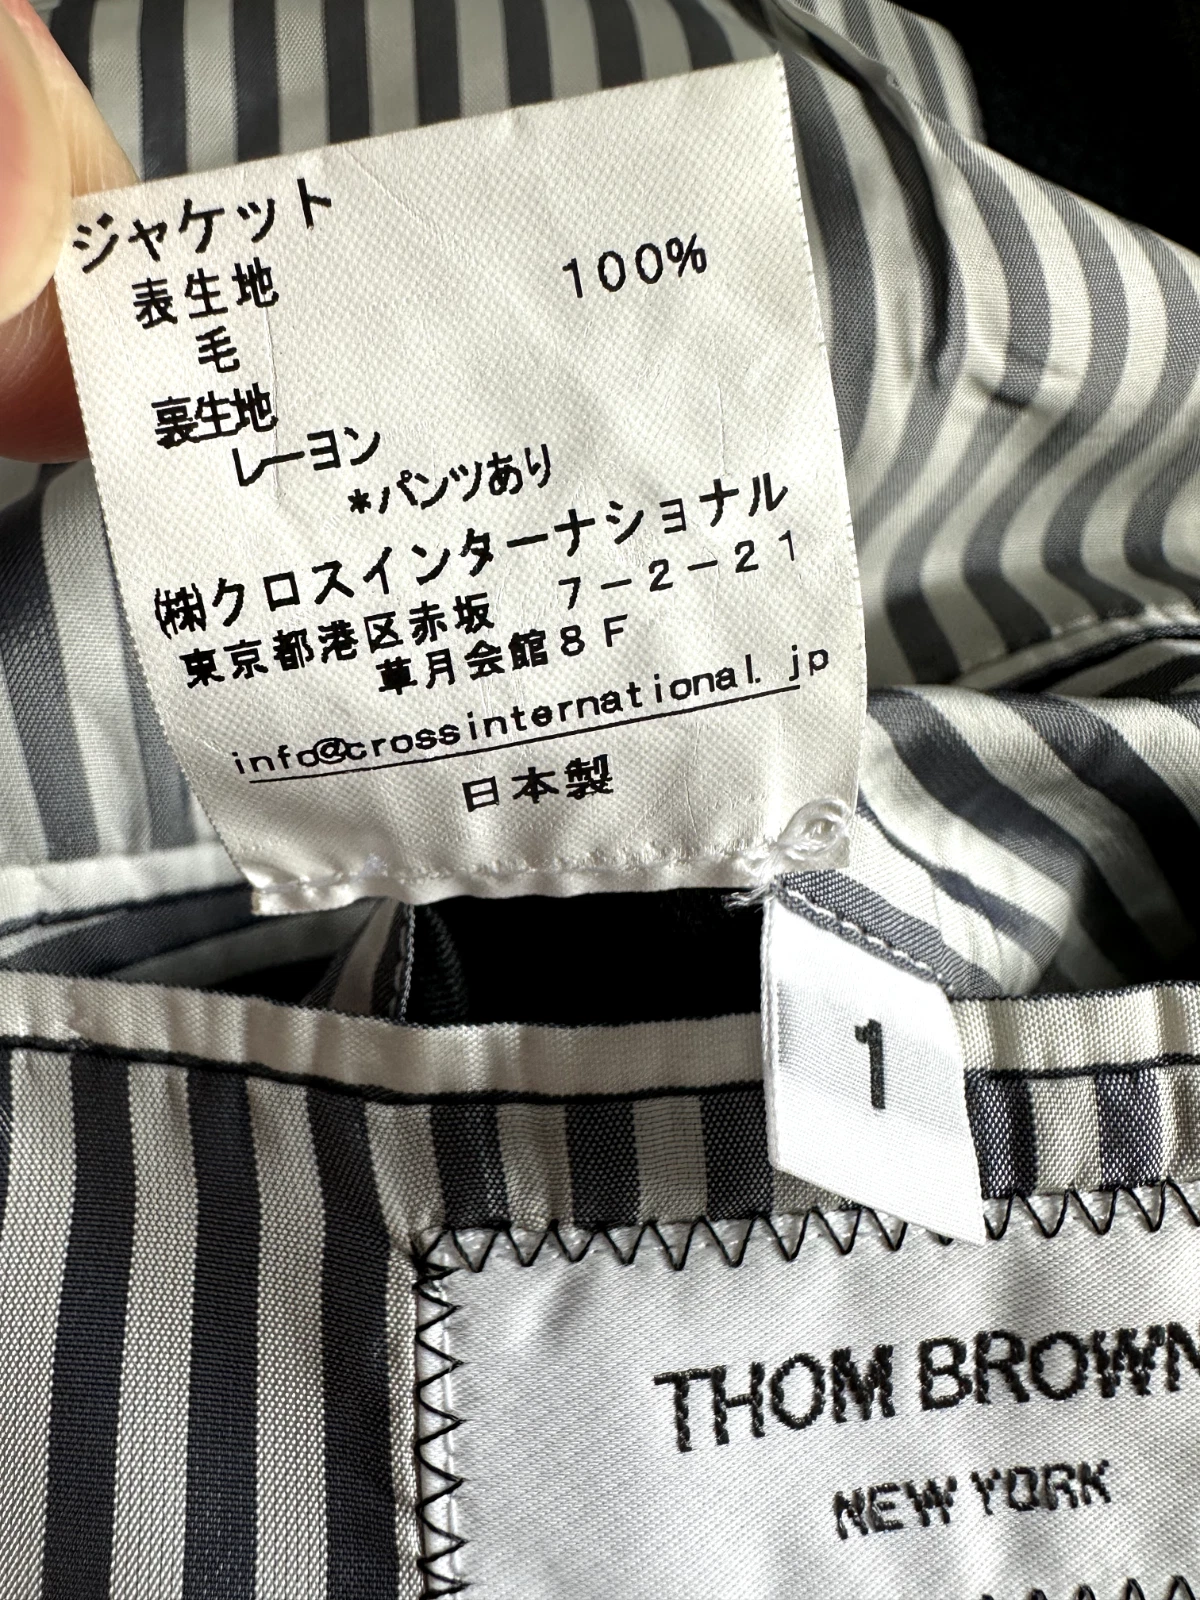 ジャケット
表生地 100%
毛
裏生地
レーヨン
*パンツあり
㈱クロスインターナショナル
東京都港区赤坂 7-2-21
草月会館8F
info@crossinternational.jp
日本製
1
THOM BROWN
NEW YORK